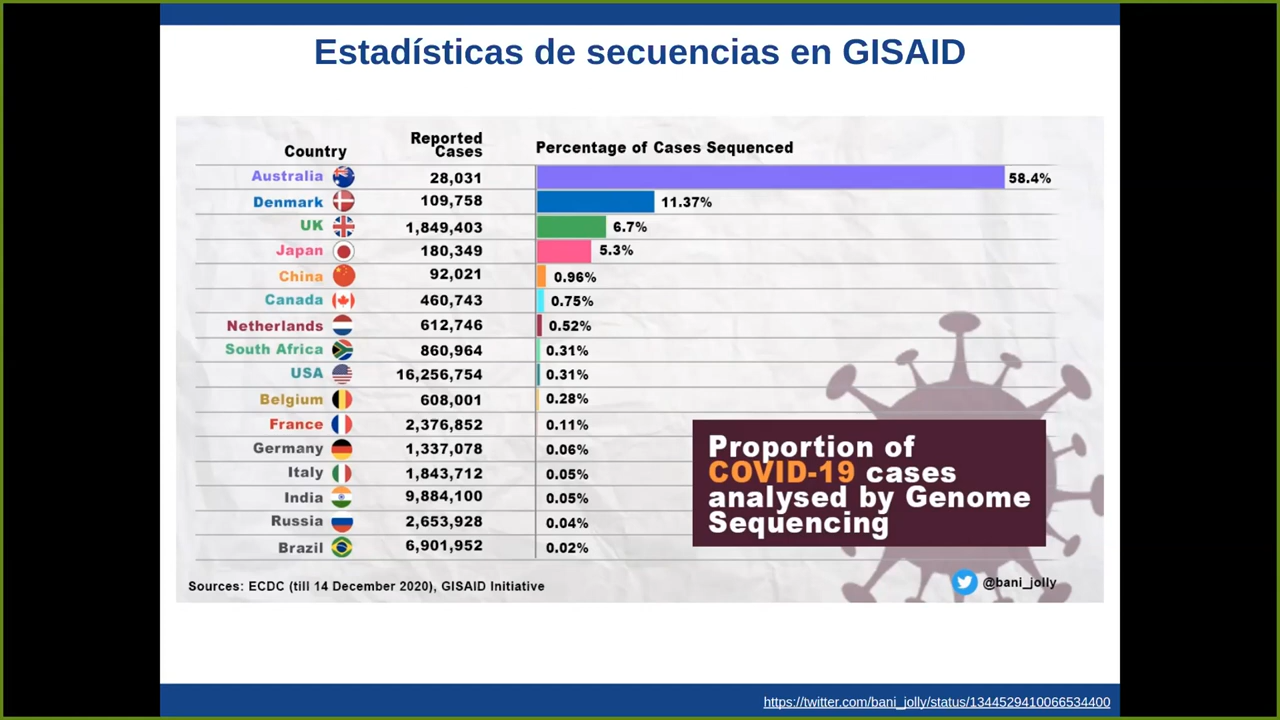 Estadísticas de secuencias en GISAID
Country Reported Cases Percentage of Cases Sequenced
Australia 28,031 58.4%
Denmark 109,758 11.37%
UK 1,849,403 6.7%
Japan 180,349 5.3%
China 92,021 0.96%
Canada 460,743 0.75%
Netherlands 612,746 0.52%
South Africa 860,964 0.31%
USA 16,256,754 0.31%
Belgium 608,001 0.28%
France 2,376,852 0.11%
Germany 1,337,078 0.06%
Italy 1,843,712 0.05%
India 9,884,100 0.05%
Russia 2,653,928 0.04%
Brazil 6,901,952 0.02%
Proportion of
COVID-19 cases
analysed by Genome
Sequencing
Sources: ECDC (till 14 December 2020), GISAID Initiative
@bani_jolly
https://twitter.com/bani_jolly/status/1344529410066534400